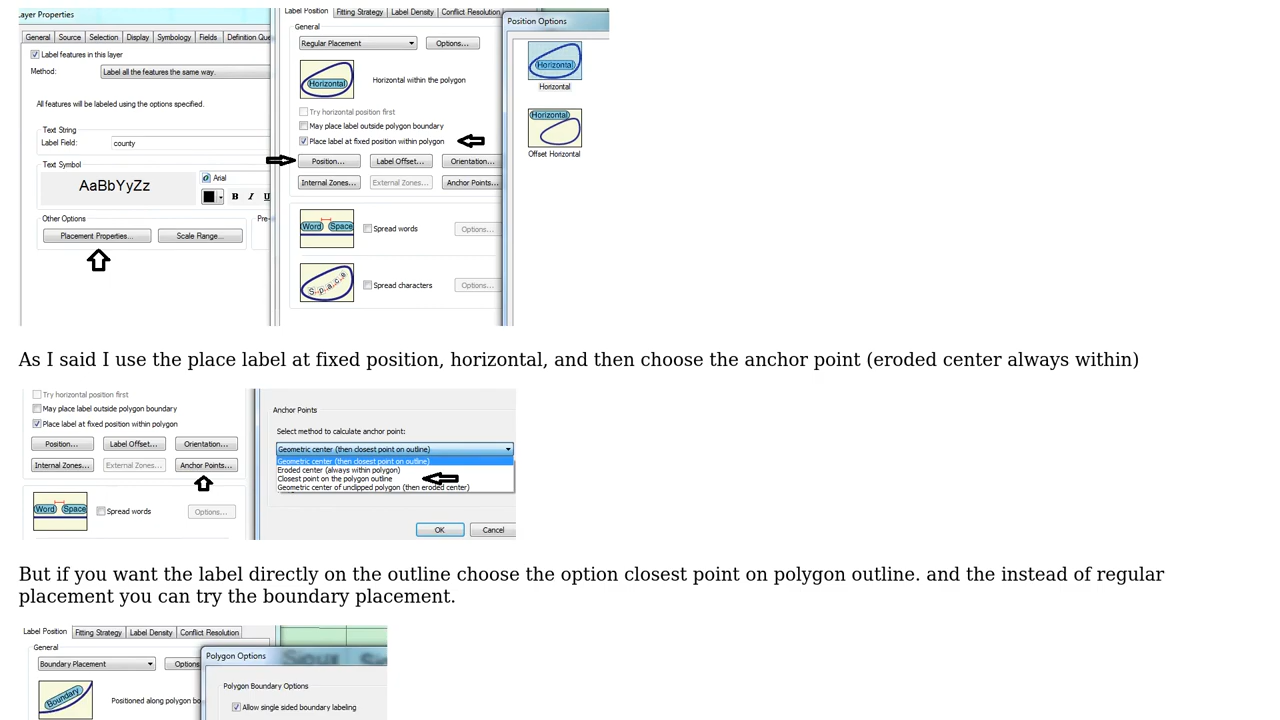 ayer Properties
General Source Selection Display Symbology Fields Definition Que
Label features in this layer
Method: Label all the features the same way.
All features will be labeled using the options specified.
Text String
Label Field: county
Text Symbol
AaBbYyZz
Arial
B I U
Other Options
Pre-
Placement Properties... Scale Range...
Label Position Fitting Strategy Label Density Conflict Resolution
General
Regular Placement Options...
Horizontal
Horizontal within the polygon
Try horizontal position first
May place label outside polygon boundary
Place label at fixed position within polygon
Position... Label Offset... Orientation...
Internal Zones... External Zones... Anchor Points...
Word Space Spread words Options...
S.p.a.c.e Spread characters Options...
Position Options
Horizontal
Horizontal
Horizontal
Offset Horizontal
As I said I use the place label at fixed position, horizontal, and then choose the anchor point (eroded center always within)
Try horizontal position first
May place label outside polygon boundary
Place label at fixed position within polygon
Position... Label Offset... Orientation...
Internal Zones... External Zones... Anchor Points...
Word Space Spread words Options...
Anchor Points
Select method to calculate anchor point:
Geometric center (then closest point on outline)
Geometric center (then closest point on outline)
Eroded center (always within polygon)
Closest point on the polygon outline
Geometric center of unclipped polygon (then eroded center)
OK Cancel
But if you want the label directly on the outline choose the option closest point on polygon outline. and the instead of regular
placement you can try the boundary placement.
Label Position Fitting Strategy Label Density Conflict Resolution
General
Boundary Placement Options
Boundary
Positioned along polygon bo
Polygon Options
Polygon Boundary Options
Allow single sided boundary labeling